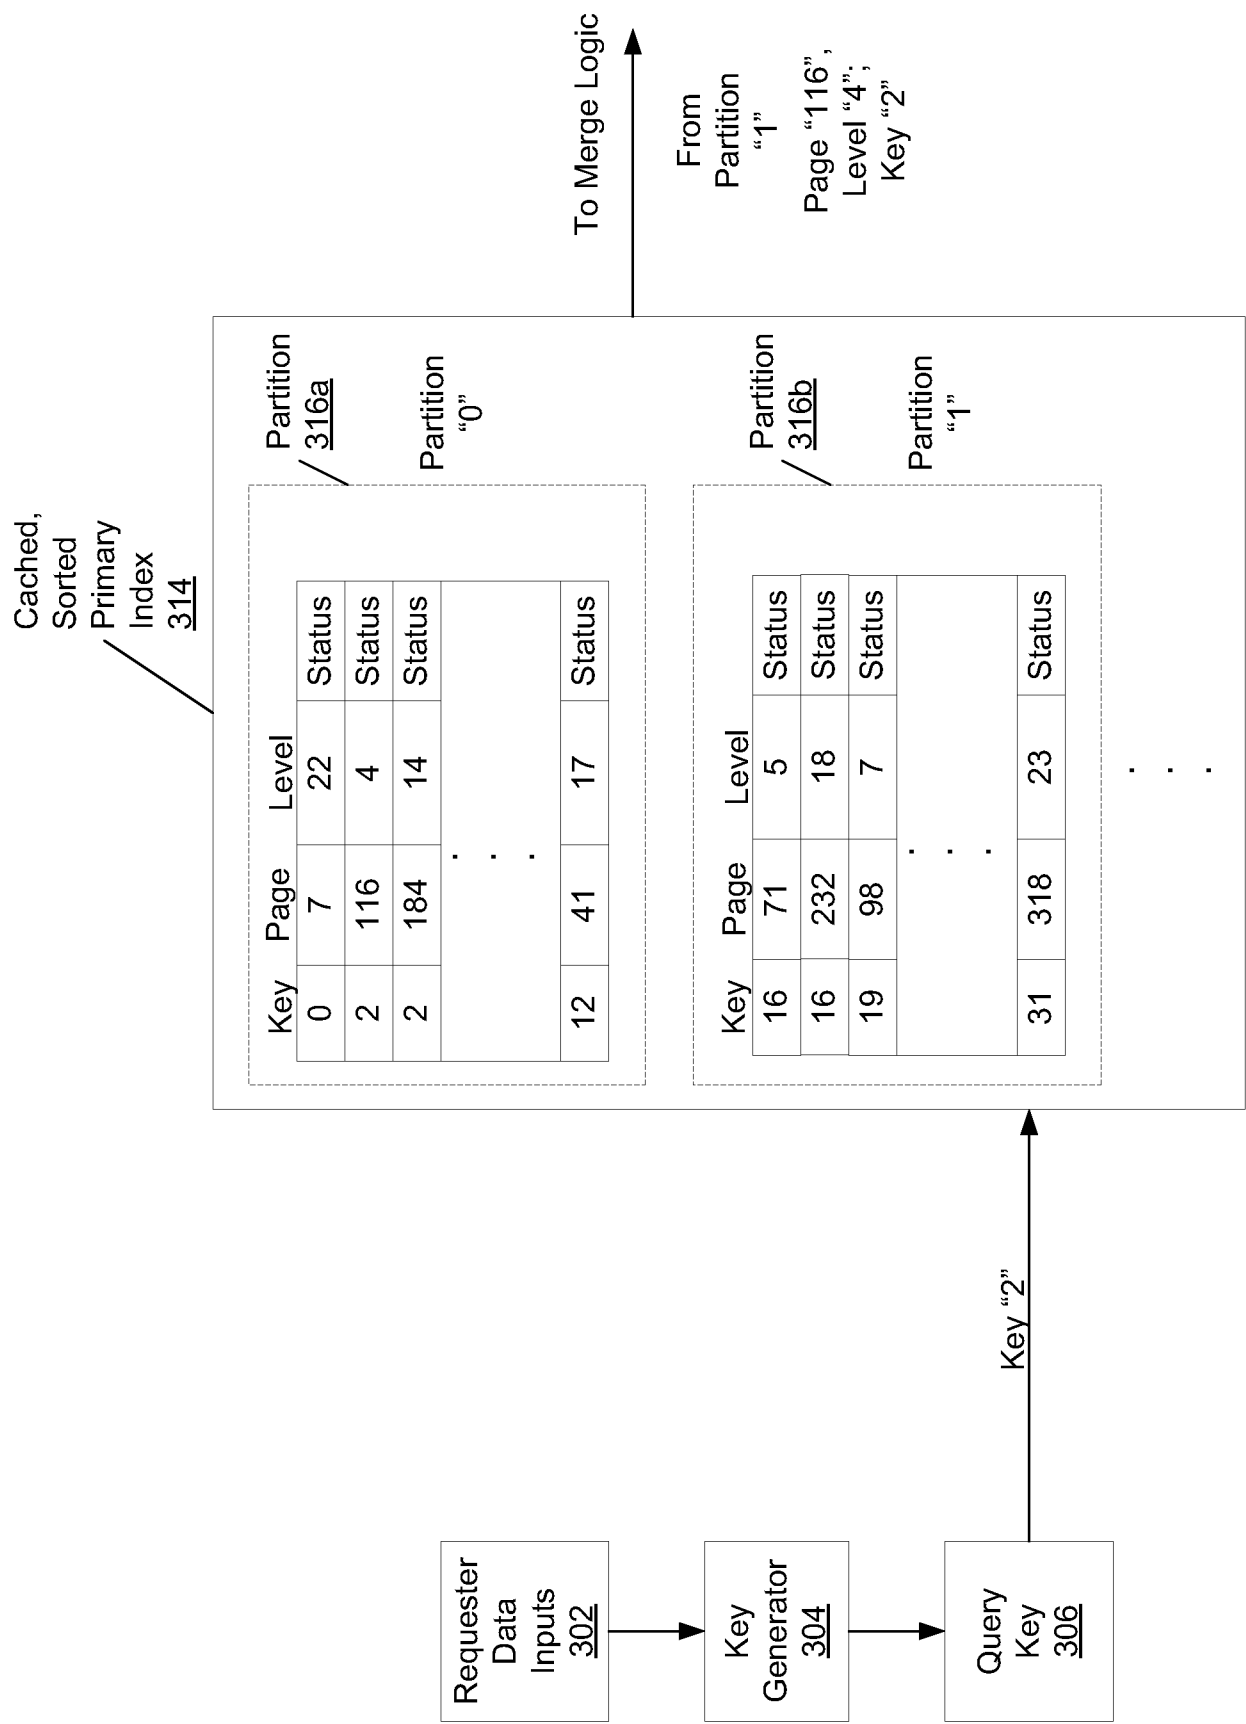 Requester
Data
Inputs
302
Key
Generator
304
Query
Key
306
Key “2”
Cached,
Sorted
Primary
Index
314
Partition
316a
Partition
“0”
Key Page Level
0 7 22 Status
2 116 4 Status
2 184 14 Status
. . .
12 41 17 Status
Partition
316b
Partition
“1”
Key Page Level
16 71 5 Status
16 232 18 Status
19 98 7 Status
. . .
31 318 23 Status
. . .
To Merge Logic
From
Partition
“1”
Page “116”,
Level “4”;
Key “2”